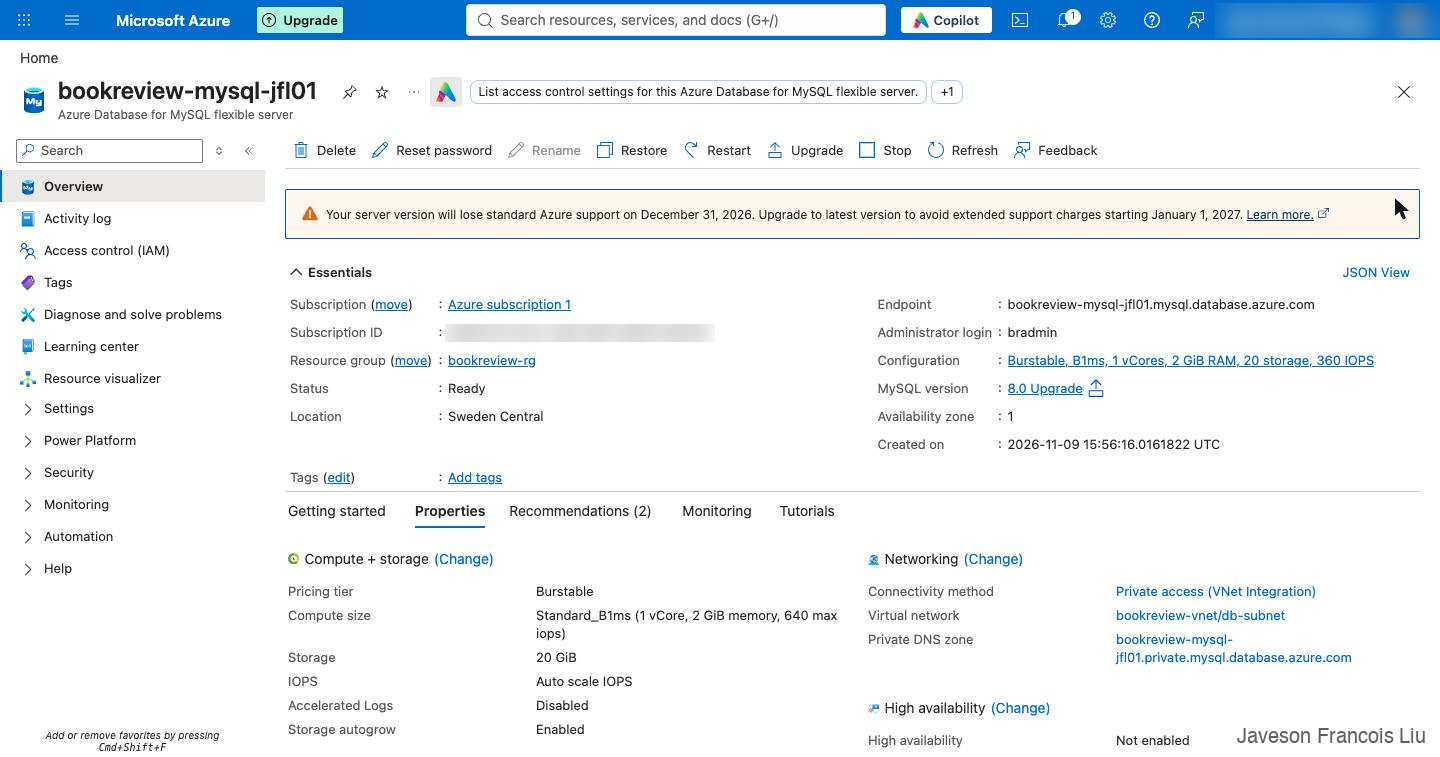 Microsoft Azure
Upgrade
Search resources, services, and docs (G+/)
Copilot
1
Home
bookreview-mysql-jfl01
Azure Database for MySQL flexible server
List access control settings for this Azure Database for MySQL flexible server.
+1
Search
Delete
Reset password
Rename
Restore
Restart
Upgrade
Stop
Refresh
Feedback
Overview
Activity log
Access control (IAM)
Tags
Diagnose and solve problems
Learning center
Resource visualizer
Settings
Power Platform
Security
Monitoring
Automation
Help
Add or remove favorites by pressing
Cmd+Shift+F
Your server version will lose standard Azure support on December 31, 2026. Upgrade to latest version to avoid extended support charges starting January 1, 2027. Learn more.
Essentials
JSON View
Subscription (move) : Azure subscription 1
Subscription ID :
Resource group (move) : bookreview-rg
Status : Ready
Location : Sweden Central
Tags (edit) : Add tags
Endpoint : bookreview-mysql-jfl01.mysql.database.azure.com
Administrator login : bradmin
Configuration : Burstable, B1ms, 1 vCores, 2 GiB RAM, 20 storage, 360 IOPS
MySQL version : 8.0 Upgrade
Availability zone : 1
Created on : 2026-11-09 15:56:16.0161822 UTC
Getting started
Properties
Recommendations (2)
Monitoring
Tutorials
Compute + storage (Change)
Pricing tier Burstable
Compute size Standard_B1ms (1 vCore, 2 GiB memory, 640 max
iops)
Storage 20 GiB
IOPS Auto scale IOPS
Accelerated Logs Disabled
Storage autogrow Enabled
Networking (Change)
Connectivity method Private access (VNet Integration)
Virtual network bookreview-vnet/db-subnet
Private DNS zone bookreview-mysql-
jfl01.private.mysql.database.azure.com
High availability (Change)
High availability Not enabled
Javeson Francois Liu